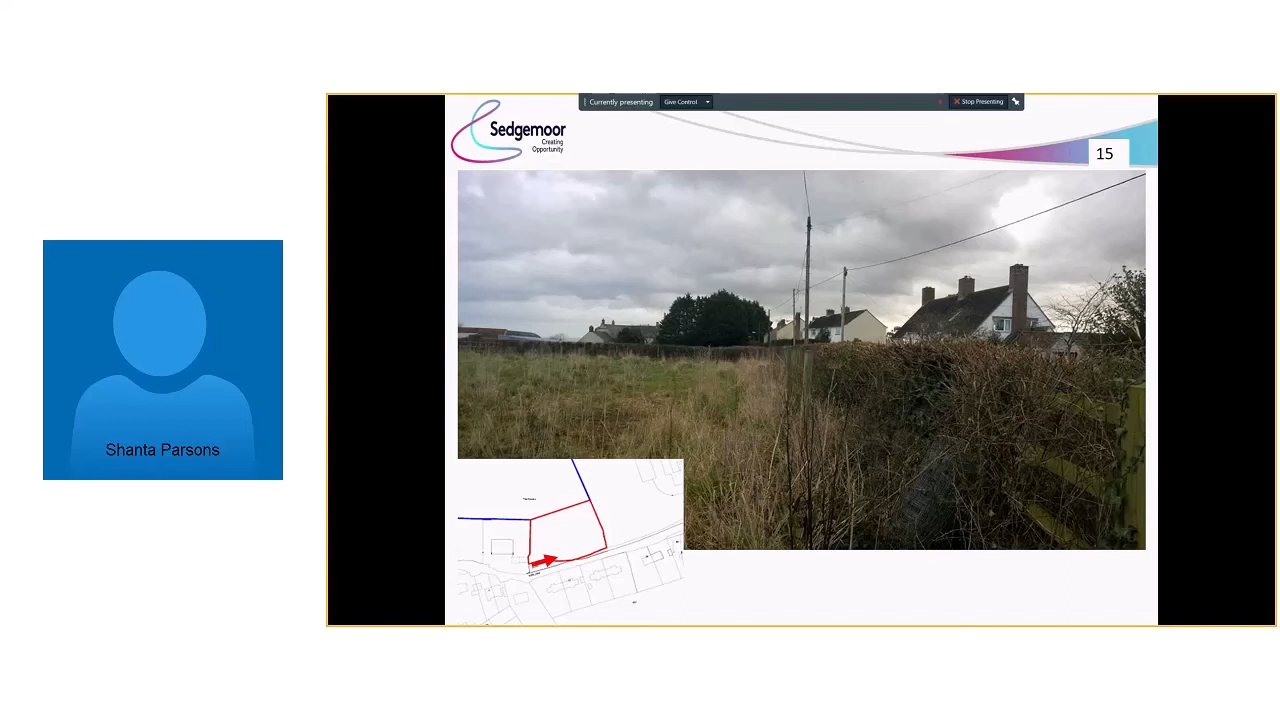 Currently presenting
Give Control
Stop Presenting
Sedgemoor
Creating
Opportunity
15
Shanta Parsons